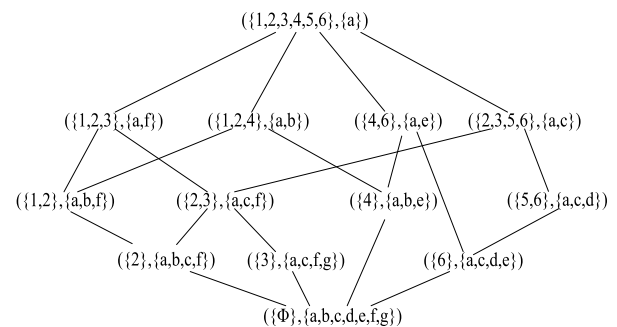 ({1,2,3,4,5,6},{a})
({1,2,3},{a,f}) ({1,2,4},{a,b}) ({4,6},{a,e}) ({2,3,5,6},{a,c})
({1,2},{a,b,f}) ({2,3},{a,c,f}) ({4},{a,b,e}) ({5,6},{a,c,d})
({2},{a,b,c,f}) ({3},{a,c,f,g}) ({6},{a,c,d,e})
({Φ},{a,b,c,d,e,f,g})